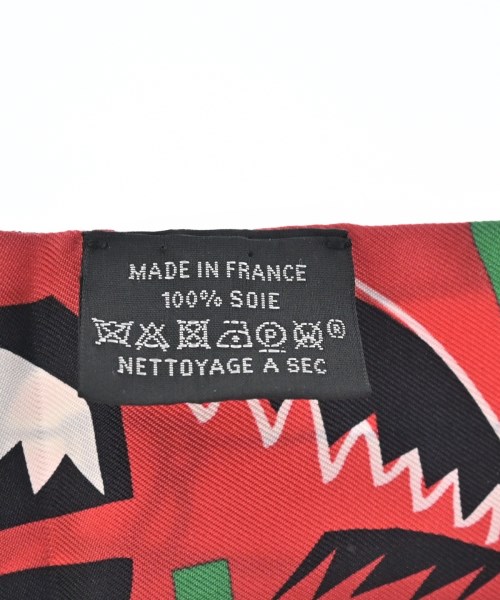 MADE IN FRANCE
100% SOIE
P ®
NETTOYAGE A SEC